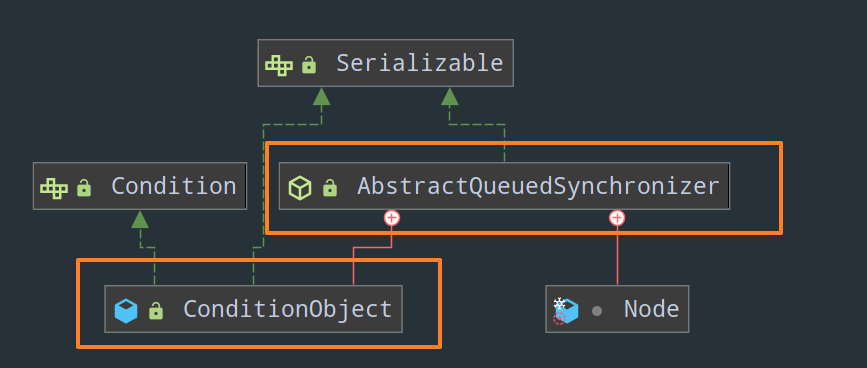 Serializable
Condition
AbstractQueuedSynchronizer
ConditionObject
Node